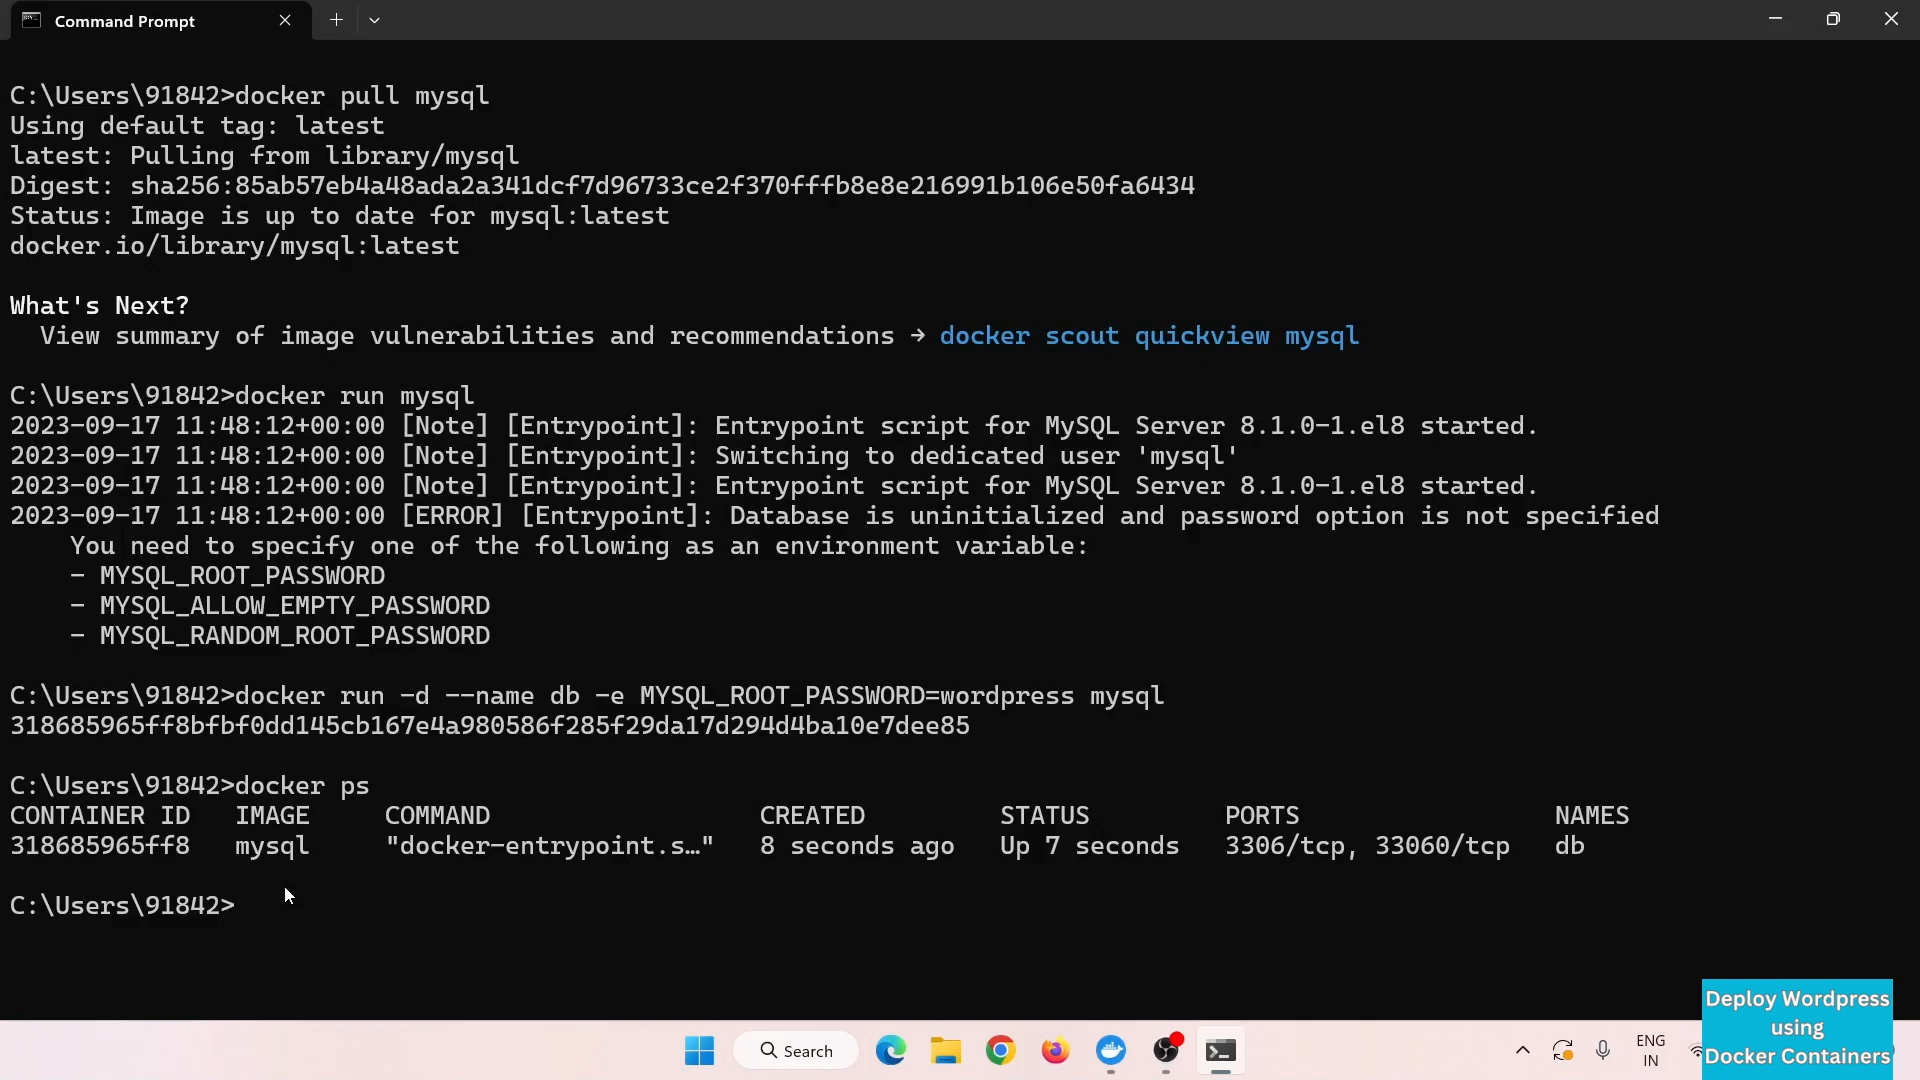 Command Prompt
C:\Users\91842>docker pull mysql
Using default tag: latest
latest: Pulling from library/mysql
Digest: sha256:85ab57eb4a48ada2a341dcf7d96733ce2f370fffb8e8e216991b106e50fa6434
Status: Image is up to date for mysql:latest
docker.io/library/mysql:latest
What's Next?
View summary of image vulnerabilities and recommendations → docker scout quickview mysql
C:\Users\91842>docker run mysql
2023-09-17 11:48:12+00:00 [Note] [Entrypoint]: Entrypoint script for MySQL Server 8.1.0-1.el8 started.
2023-09-17 11:48:12+00:00 [Note] [Entrypoint]: Switching to dedicated user 'mysql'
2023-09-17 11:48:12+00:00 [Note] [Entrypoint]: Entrypoint script for MySQL Server 8.1.0-1.el8 started.
2023-09-17 11:48:12+00:00 [ERROR] [Entrypoint]: Database is uninitialized and password option is not specified
You need to specify one of the following as an environment variable:
- MYSQL_ROOT_PASSWORD
- MYSQL_ALLOW_EMPTY_PASSWORD
- MYSQL_RANDOM_ROOT_PASSWORD
C:\Users\91842>docker run -d --name db -e MYSQL_ROOT_PASSWORD=wordpress mysql
318685965ff8bfbf0dd145cb167e4a980586f285f29da17d294d4ba10e7dee85
C:\Users\91842>docker ps
CONTAINER ID IMAGE COMMAND CREATED STATUS PORTS NAMES
318685965ff8 mysql "docker-entrypoint.s…" 8 seconds ago Up 7 seconds 3306/tcp, 33060/tcp db
C:\Users\91842>
Deploy Wordpress
using
Docker Containers
Search
ENG
IN